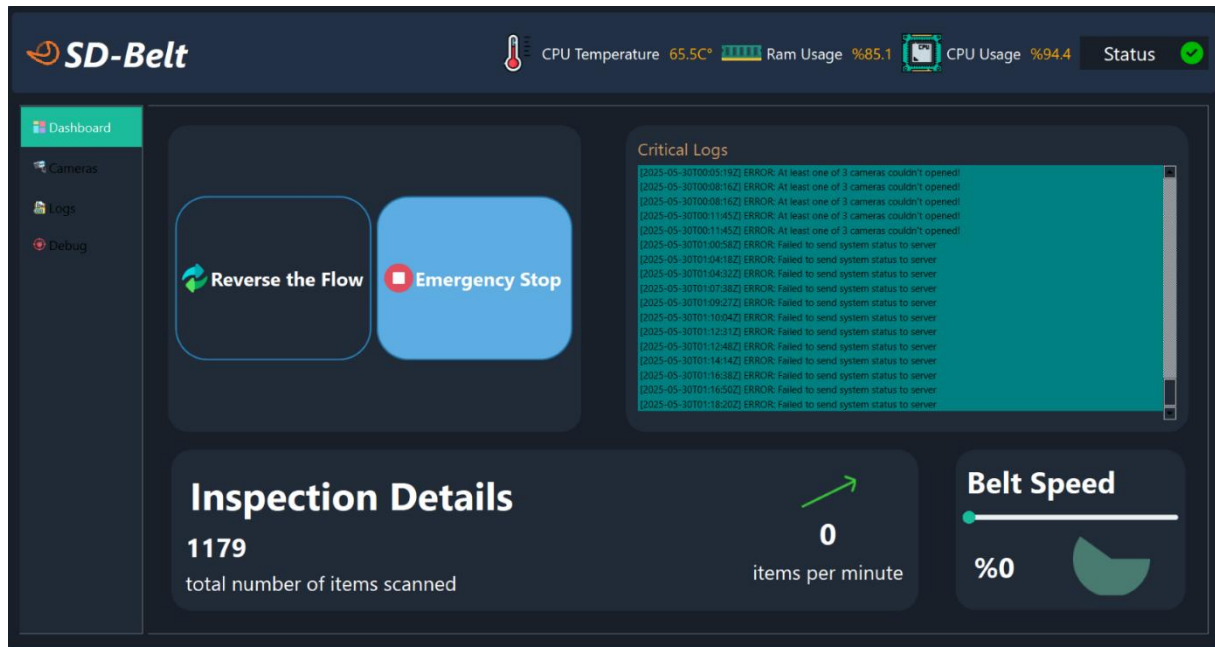 SD-Belt
CPU Temperature 65.5C° Ram Usage %85.1 CPU CPU Usage %94.4 Status
Dashboard
Cameras
Logs
Debug
Reverse the Flow
Emergency Stop
Critical Logs
[2025-05-30T00:05:19Z] ERROR: At least one of 3 cameras couldn't opened!
[2025-05-30T00:08:16Z] ERROR: At least one of 3 cameras couldn't opened!
[2025-05-30T00:08:16Z] ERROR: At least one of 3 cameras couldn't opened!
[2025-05-30T00:11:45Z] ERROR: At least one of 3 cameras couldn't opened!
[2025-05-30T00:11:45Z] ERROR: At least one of 3 cameras couldn't opened!
[2025-05-30T01:00:58Z] ERROR: Failed to send system status to server
[2025-05-30T01:04:18Z] ERROR: Failed to send system status to server
[2025-05-30T01:04:32Z] ERROR: Failed to send system status to server
[2025-05-30T01:07:38Z] ERROR: Failed to send system status to server
[2025-05-30T01:09:27Z] ERROR: Failed to send system status to server
[2025-05-30T01:10:04Z] ERROR: Failed to send system status to server
[2025-05-30T01:12:31Z] ERROR: Failed to send system status to server
[2025-05-30T01:12:48Z] ERROR: Failed to send system status to server
[2025-05-30T01:14:14Z] ERROR: Failed to send system status to server
[2025-05-30T01:16:38Z] ERROR: Failed to send system status to server
[2025-05-30T01:16:50Z] ERROR: Failed to send system status to server
[2025-05-30T01:18:20Z] ERROR: Failed to send system status to server
Inspection Details
1179
total number of items scanned
0
items per minute
Belt Speed
%0